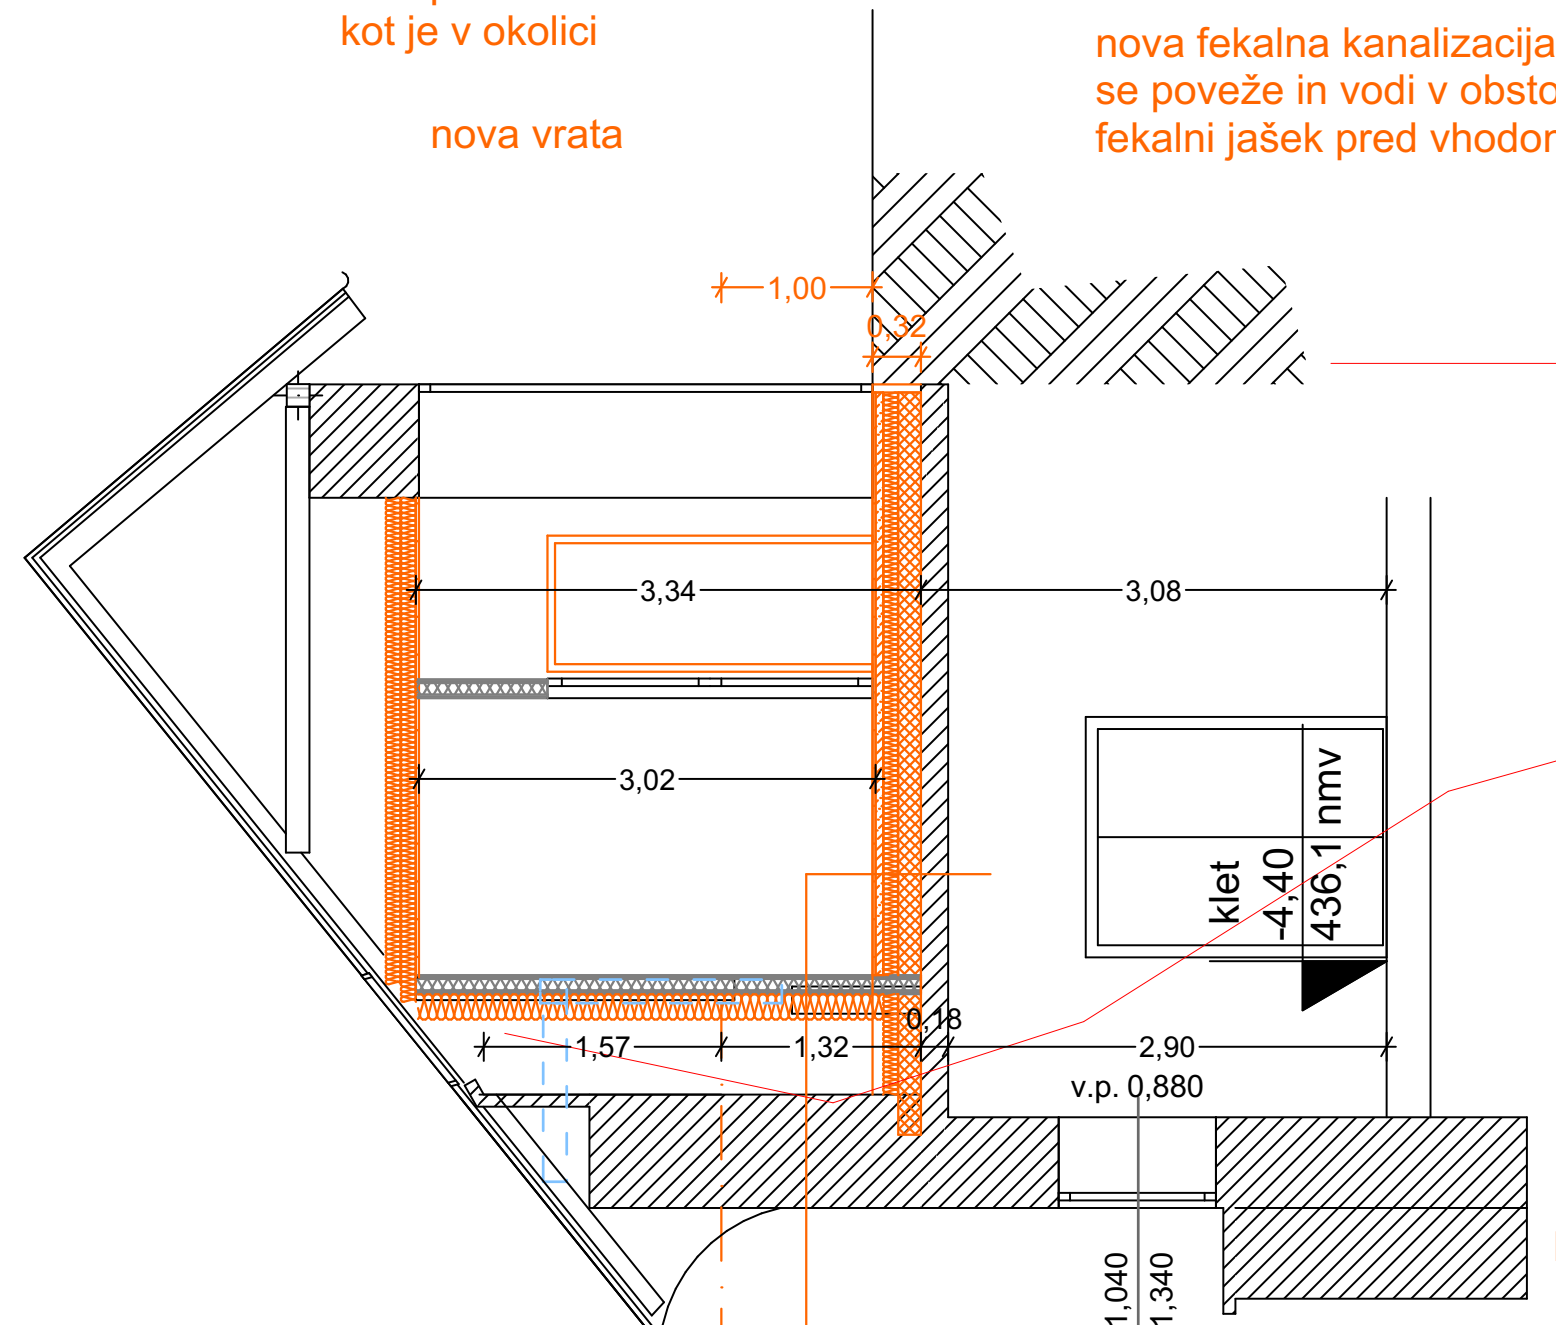 kot je v okolici
nova vrata
nova fekalna kanalizacija
se poveže in vodi v obsto
fekalni jašek pred vhodom
1,00
0,32
3,34
3,08
3,02
klet
-4,40
436,1 nmv
0,18
1,57
1,32
2,90
v.p. 0,880
1,040
1,340